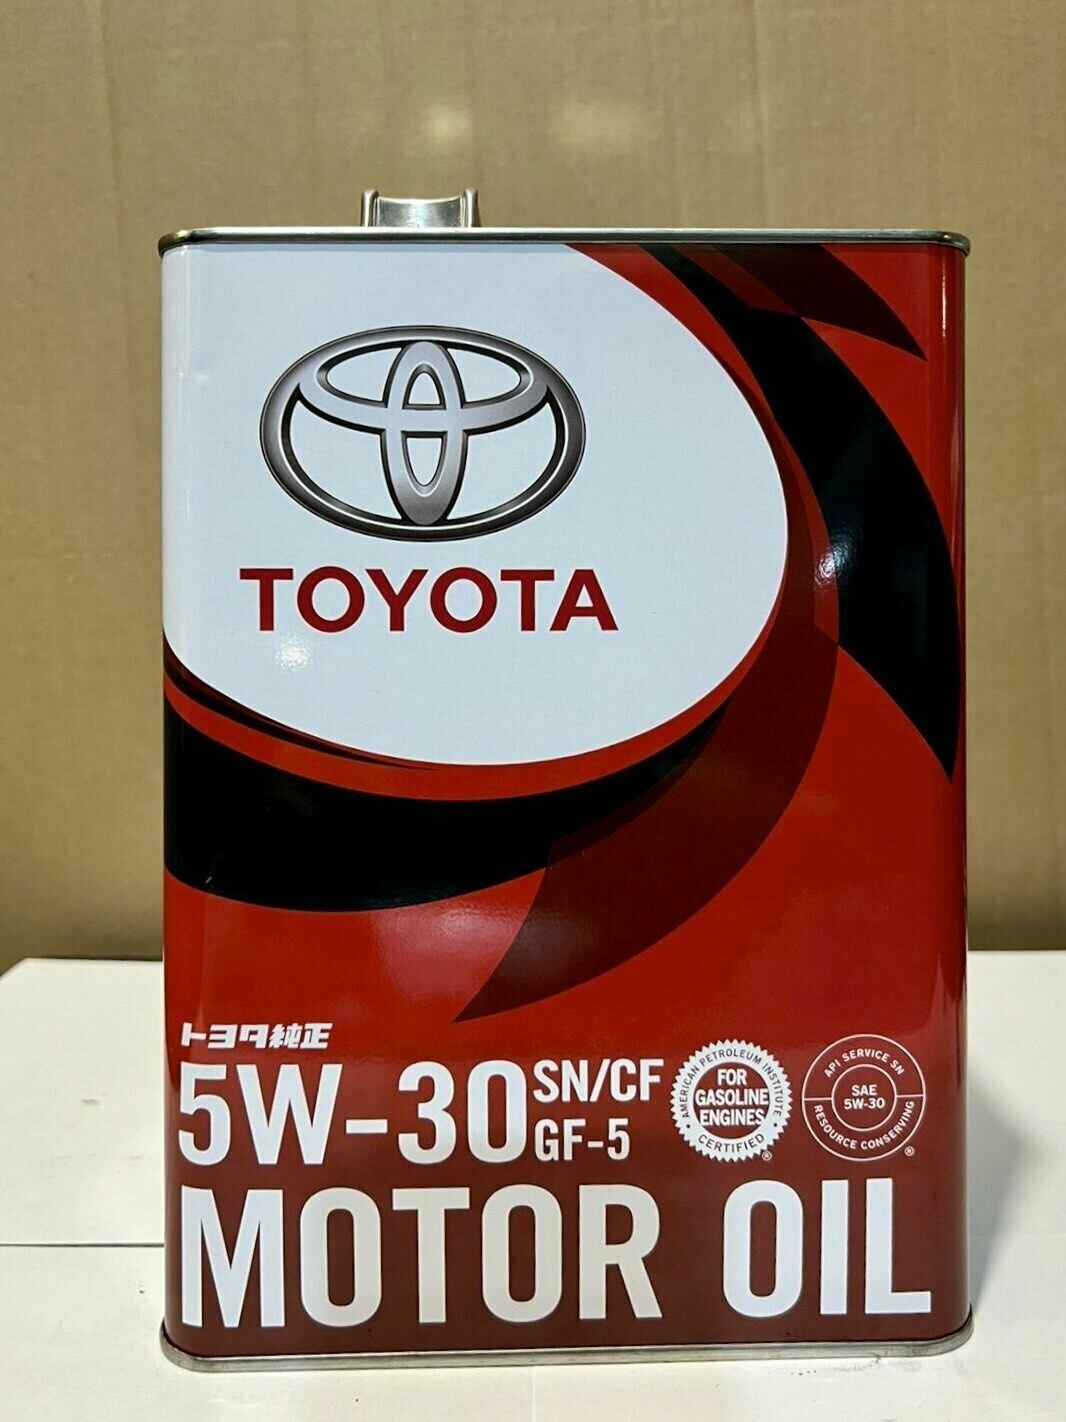 TOYOTA
トヨタ純正
5W-30 SN/CF
GF-5
AMERICAN PETROLEUM INSTITUTE
FOR
GASOLINE
ENGINES
CERTIFIED
®
API SERVICE SN
SAE
5W-30
RESOURCE CONSERVING
®
MOTOR OIL